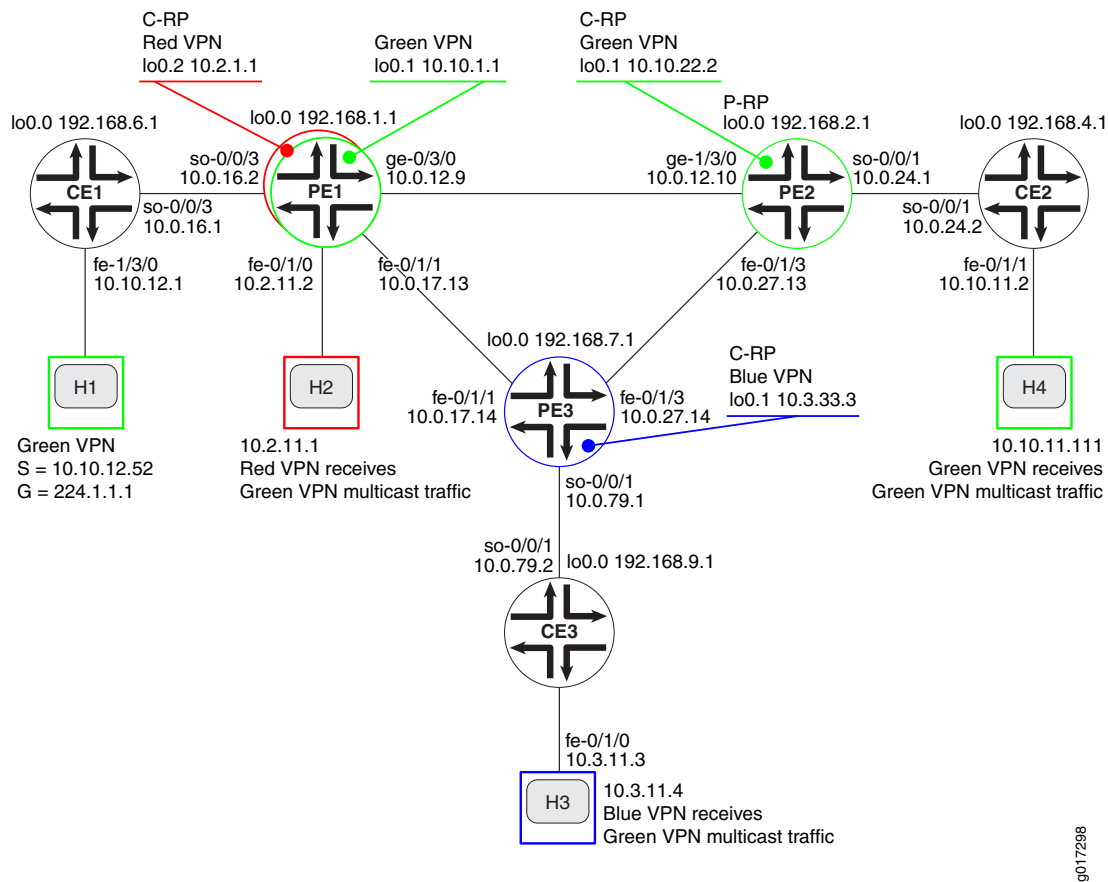 C-RP
Red VPN
lo0.2 10.2.1.1
Green VPN
lo0.1 10.10.1.1
C-RP
Green VPN
lo0.1 10.10.22.2
lo0.0 192.168.6.1
lo0.0 192.168.1.1
P-RP
lo0.0 192.168.2.1
lo0.0 192.168.4.1
so-0/0/3
10.0.16.2
ge-0/3/0
10.0.12.9
ge-1/3/0
10.0.12.10
so-0/0/1
10.0.24.1
CE1
PE1
PE2
CE2
so-0/0/3
10.0.16.1
so-0/0/1
10.0.24.2
fe-1/3/0
10.10.12.1
fe-0/1/0
10.2.11.2
fe-0/1/1
10.0.17.13
fe-0/1/3
10.0.27.13
fe-0/1/1
10.10.11.2
lo0.0 192.168.7.1
C-RP
Blue VPN
lo0.1 10.3.33.3
H1
H2
H4
fe-0/1/1
10.0.17.14
PE3
fe-0/1/3
10.0.27.14
Green VPN
S = 10.10.12.52
G = 224.1.1.1
10.2.11.1
Red VPN receives
Green VPN multicast traffic
10.10.11.111
Green VPN receives
Green VPN multicast traffic
so-0/0/1
10.0.79.1
so-0/0/1
10.0.79.2
lo0.0 192.168.9.1
CE3
fe-0/1/0
10.3.11.3
H3
10.3.11.4
Blue VPN receives
Green VPN multicast traffic
g017298